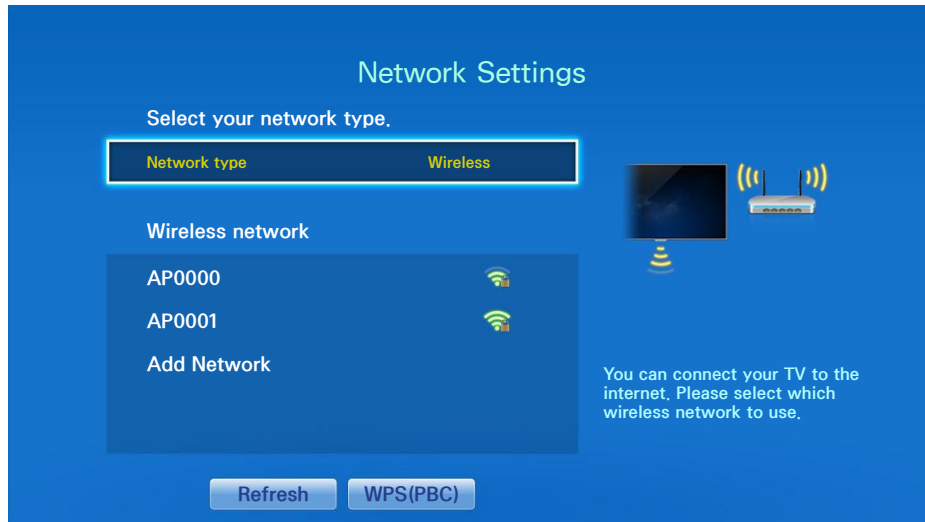 Network Settings
Select your network type.
Network type Wireless
Wireless network
AP0000
AP0001
Add Network
You can connect your TV to the
internet. Please select which
wireless network to use.
Refresh WPS(PBC)